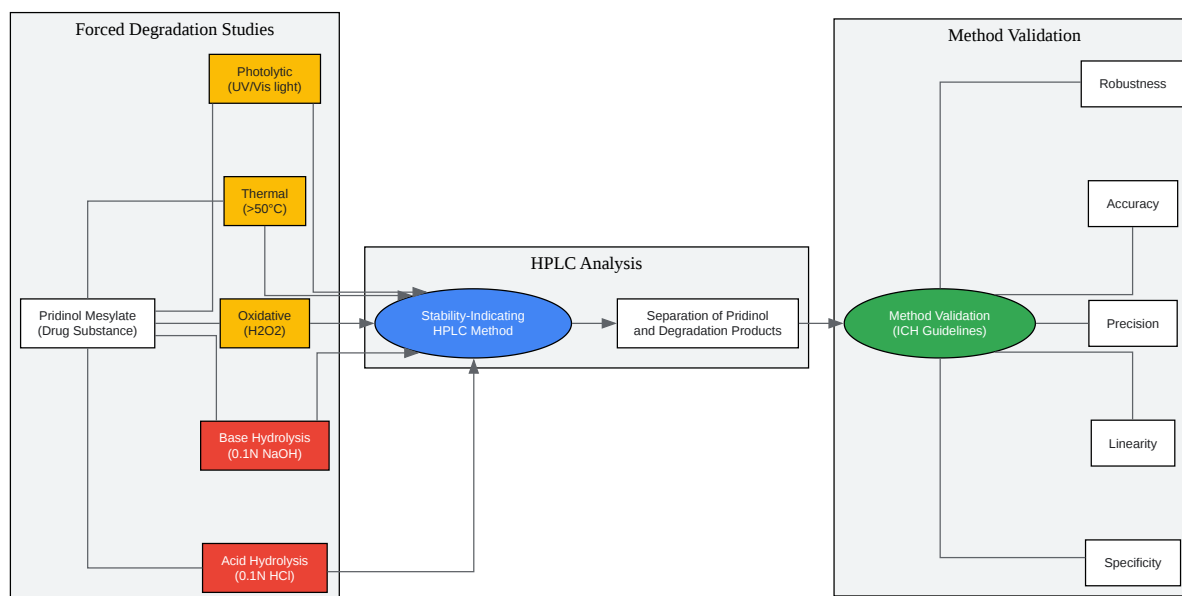 Forced Degradation Studies
Photolytic
(UV/Vis light)
Thermal
(>50°C)
Pridinol Mesylate
(Drug Substance)
Oxidative
(H2O2)
Base Hydrolysis
(0.1N NaOH)
Acid Hydrolysis
(0.1N HCl)
HPLC Analysis
Stability-Indicating
HPLC Method
Separation of Pridinol
and Degradation Products
Method Validation
Robustness
Accuracy
Method Validation
(ICH Guidelines)
Precision
Linearity
Specificity